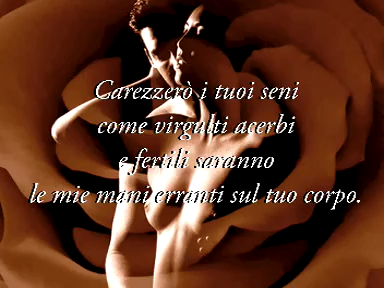 Carezzerò i tuoi seni
come virgulti acerbi
e fertili saranno
le mie mani erranti sul tuo corpo.